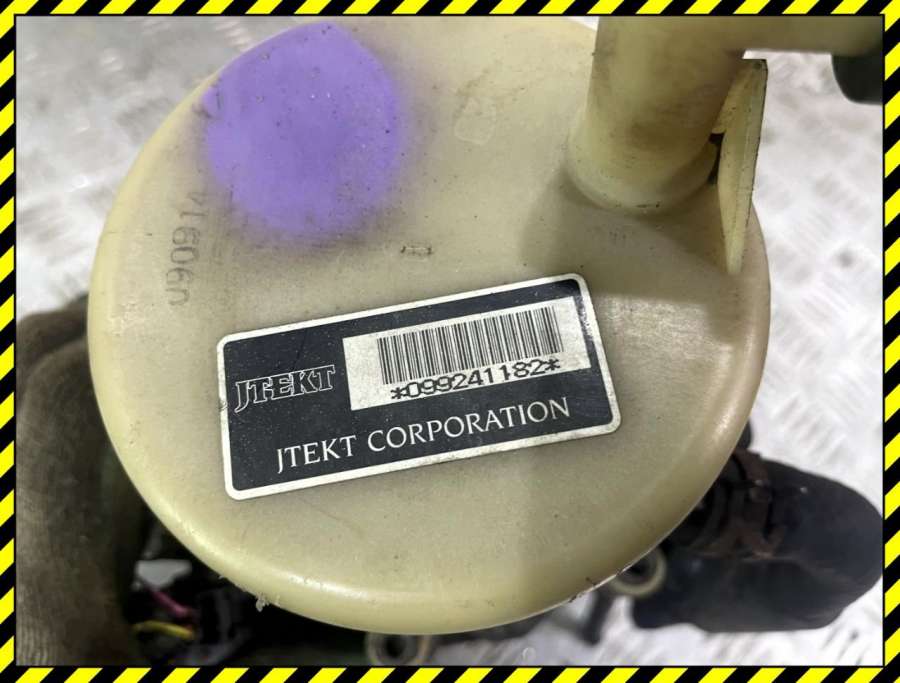 JTEKT
*099241182*
JTEKT CORPORATION